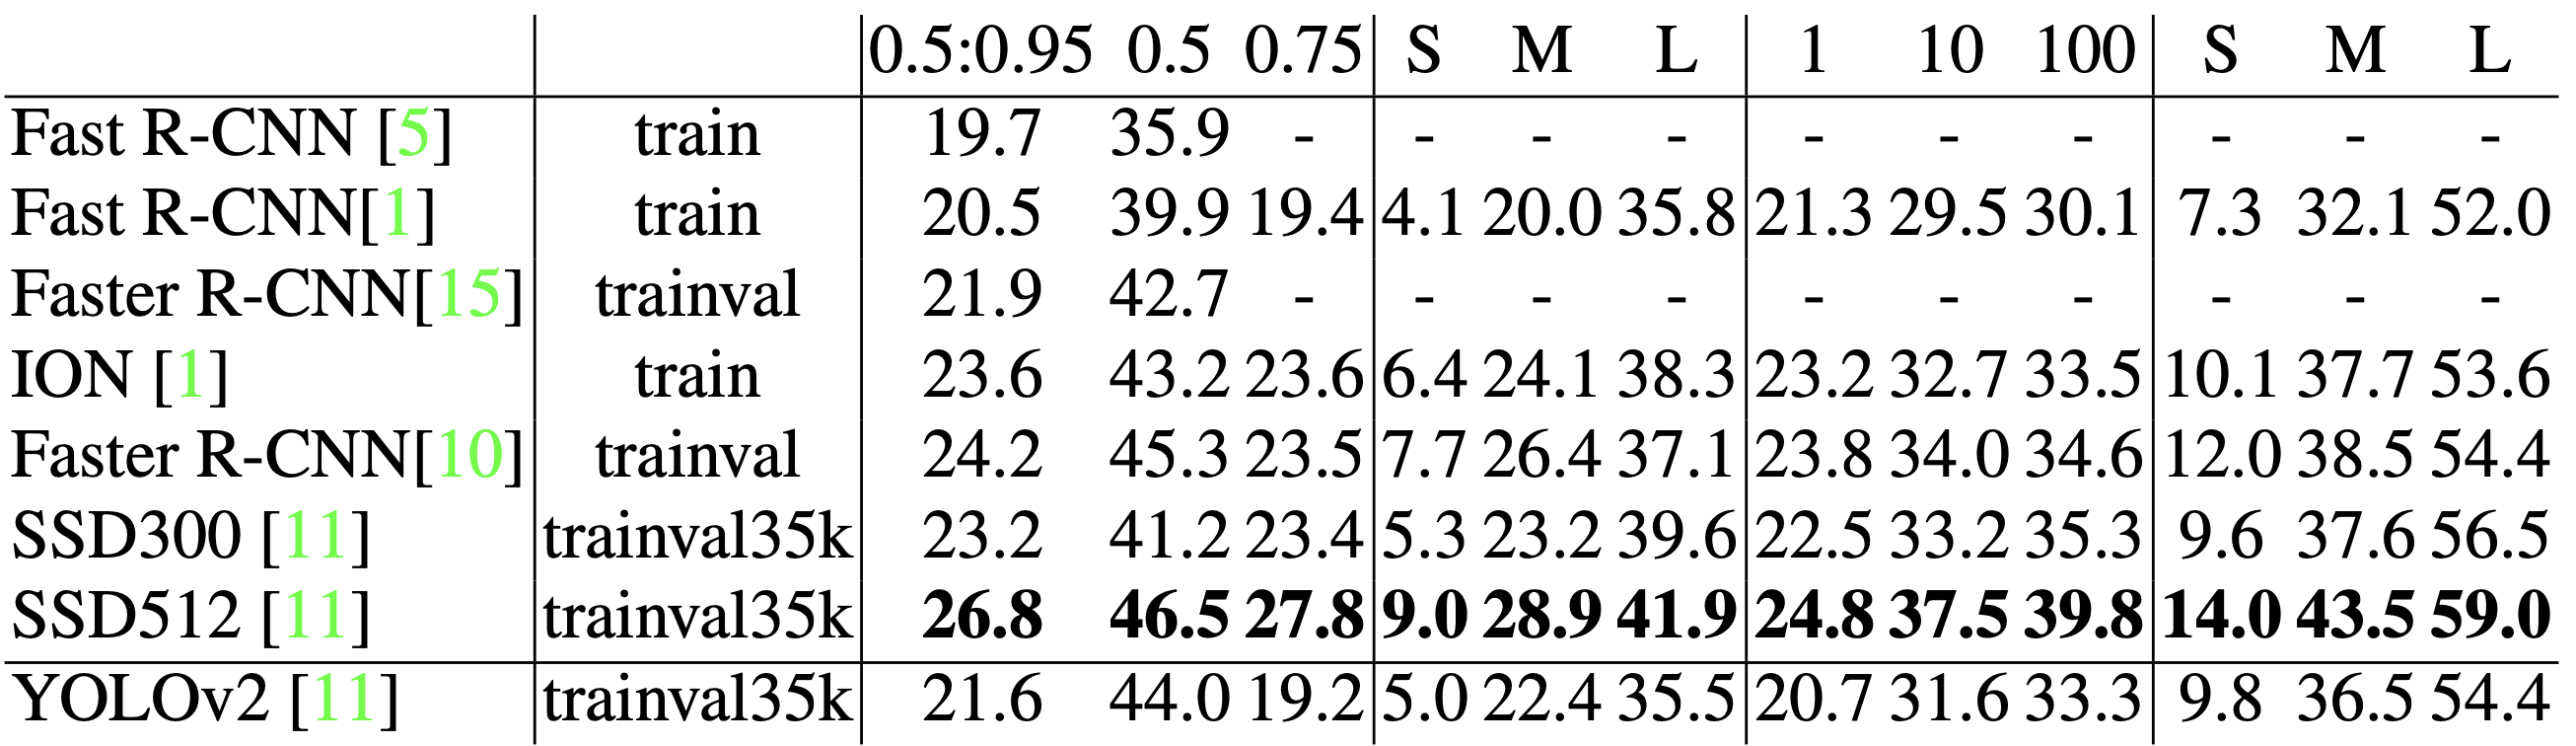 0.5:0.95 0.5 0.75 S M L 1 10 100 S M L
Fast R-CNN [5] train 19.7 35.9 - - - - - - - - - -
Fast R-CNN[1] train 20.5 39.9 19.4 4.1 20.0 35.8 21.3 29.5 30.1 7.3 32.1 52.0
Faster R-CNN[15] trainval 21.9 42.7 - - - - - - - - - -
ION [1] train 23.6 43.2 23.6 6.4 24.1 38.3 23.2 32.7 33.5 10.1 37.7 53.6
Faster R-CNN[10] trainval 24.2 45.3 23.5 7.7 26.4 37.1 23.8 34.0 34.6 12.0 38.5 54.4
SSD300 [11] trainval35k 23.2 41.2 23.4 5.3 23.2 39.6 22.5 33.2 35.3 9.6 37.6 56.5
SSD512 [11] trainval35k 26.8 46.5 27.8 9.0 28.9 41.9 24.8 37.5 39.8 14.0 43.5 59.0
YOLOv2 [11] trainval35k 21.6 44.0 19.2 5.0 22.4 35.5 20.7 31.6 33.3 9.8 36.5 54.4